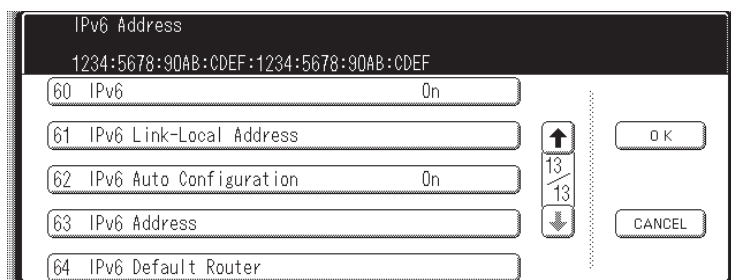 IPv6 Address
1234:5678:90AB:CDEF:1234:5678:90AB:CDEF
60 IPv6 On
61 IPv6 Link-Local Address
OK
62 IPv6 Auto Configuration On
13/13
63 IPv6 Address
CANCEL
64 IPv6 Default Router